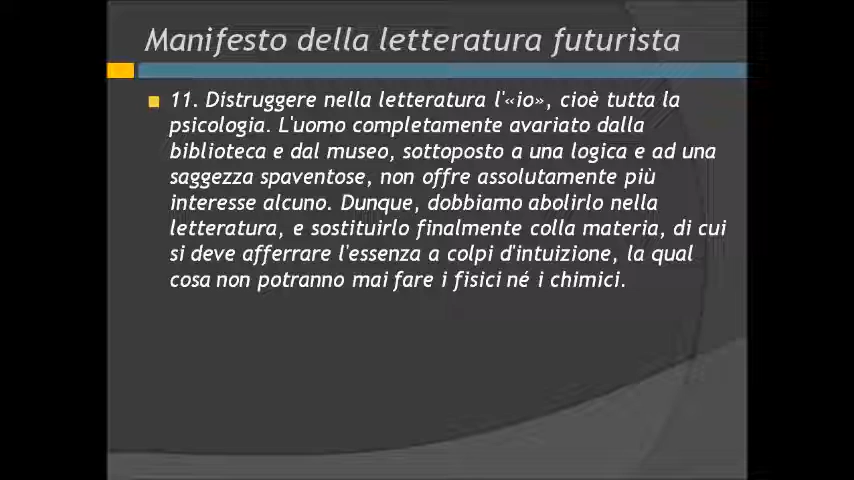 Manifesto della letteratura futurista
11. Distruggere nella letteratura l'«io», cioè tutta la
psicologia. L'uomo completamente avariato dalla
biblioteca e dal museo, sottoposto a una logica e ad una
saggezza spaventose, non offre assolutamente più
interesse alcuno. Dunque, dobbiamo abolirlo nella
letteratura, e sostituirlo finalmente colla materia, di cui
si deve afferrare l'essenza a colpi d'intuizione, la qual
cosa non potranno mai fare i fisici né i chimici.